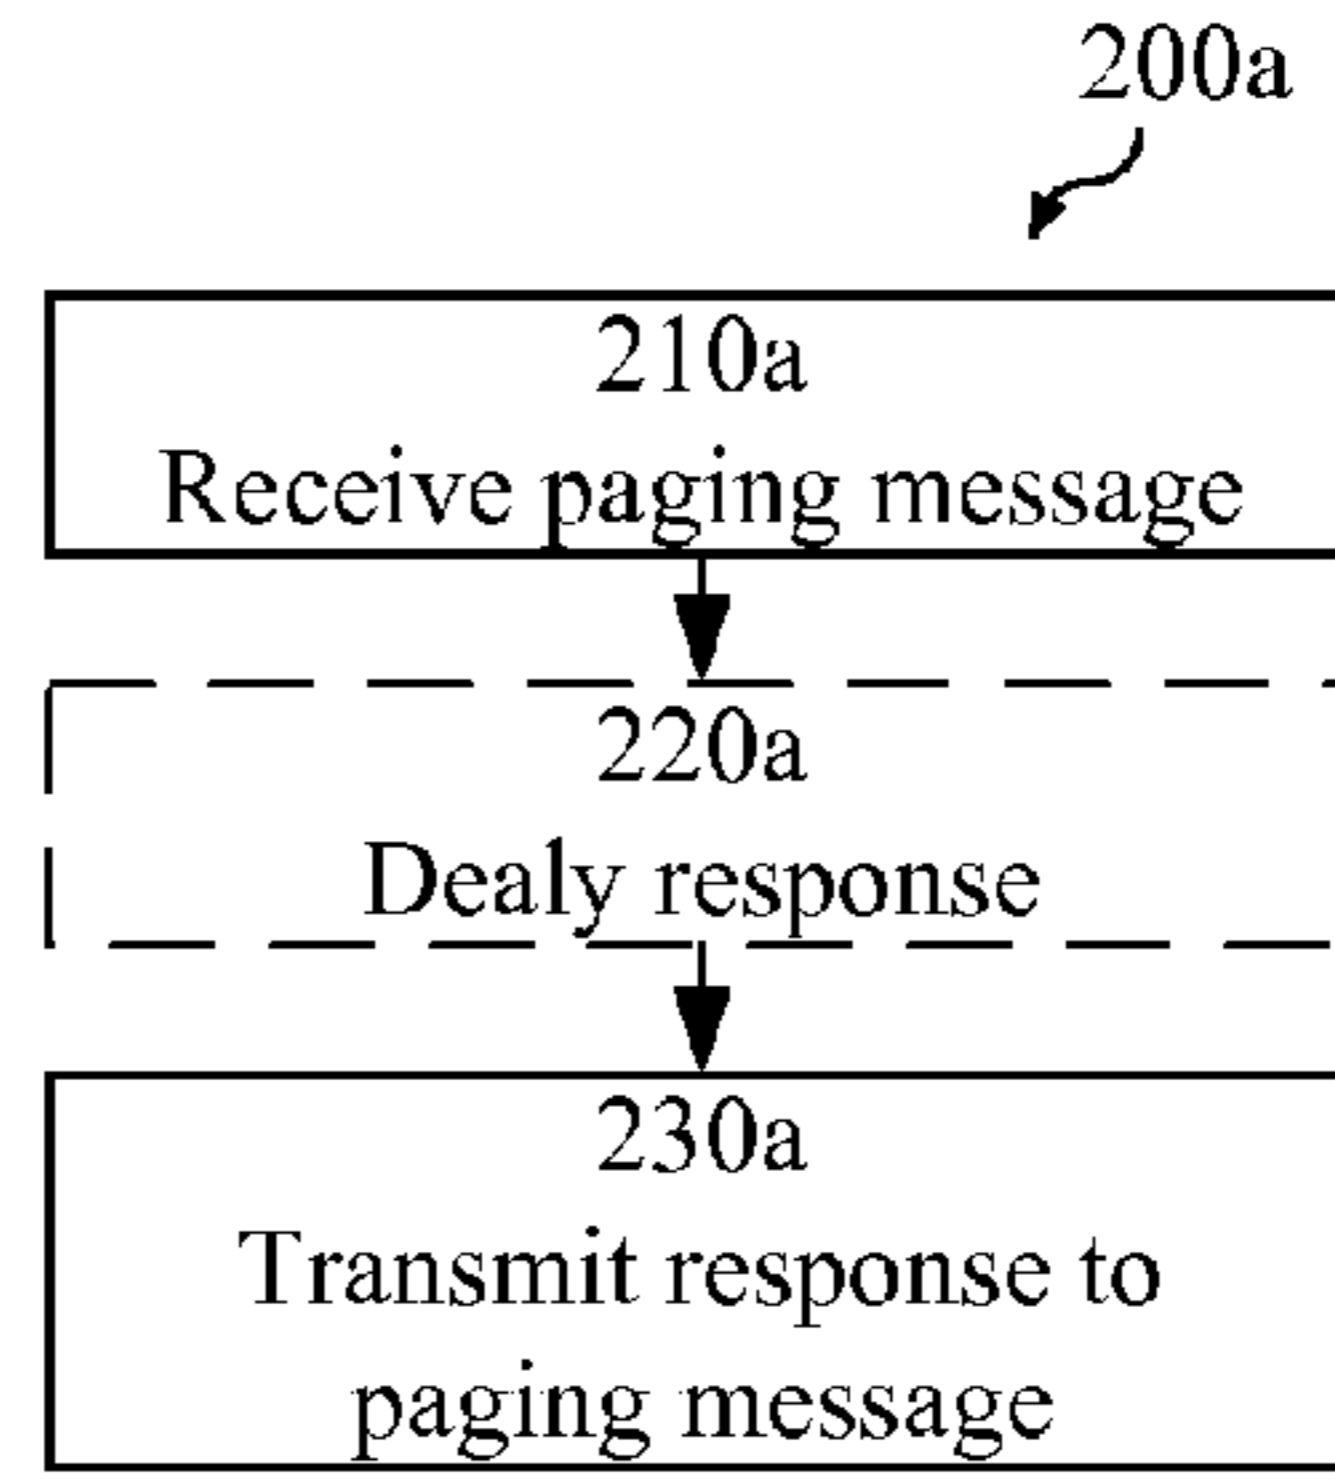 200a
210a
Receive paging message
220a
Dealy response
230a
Transmit response to
paging message